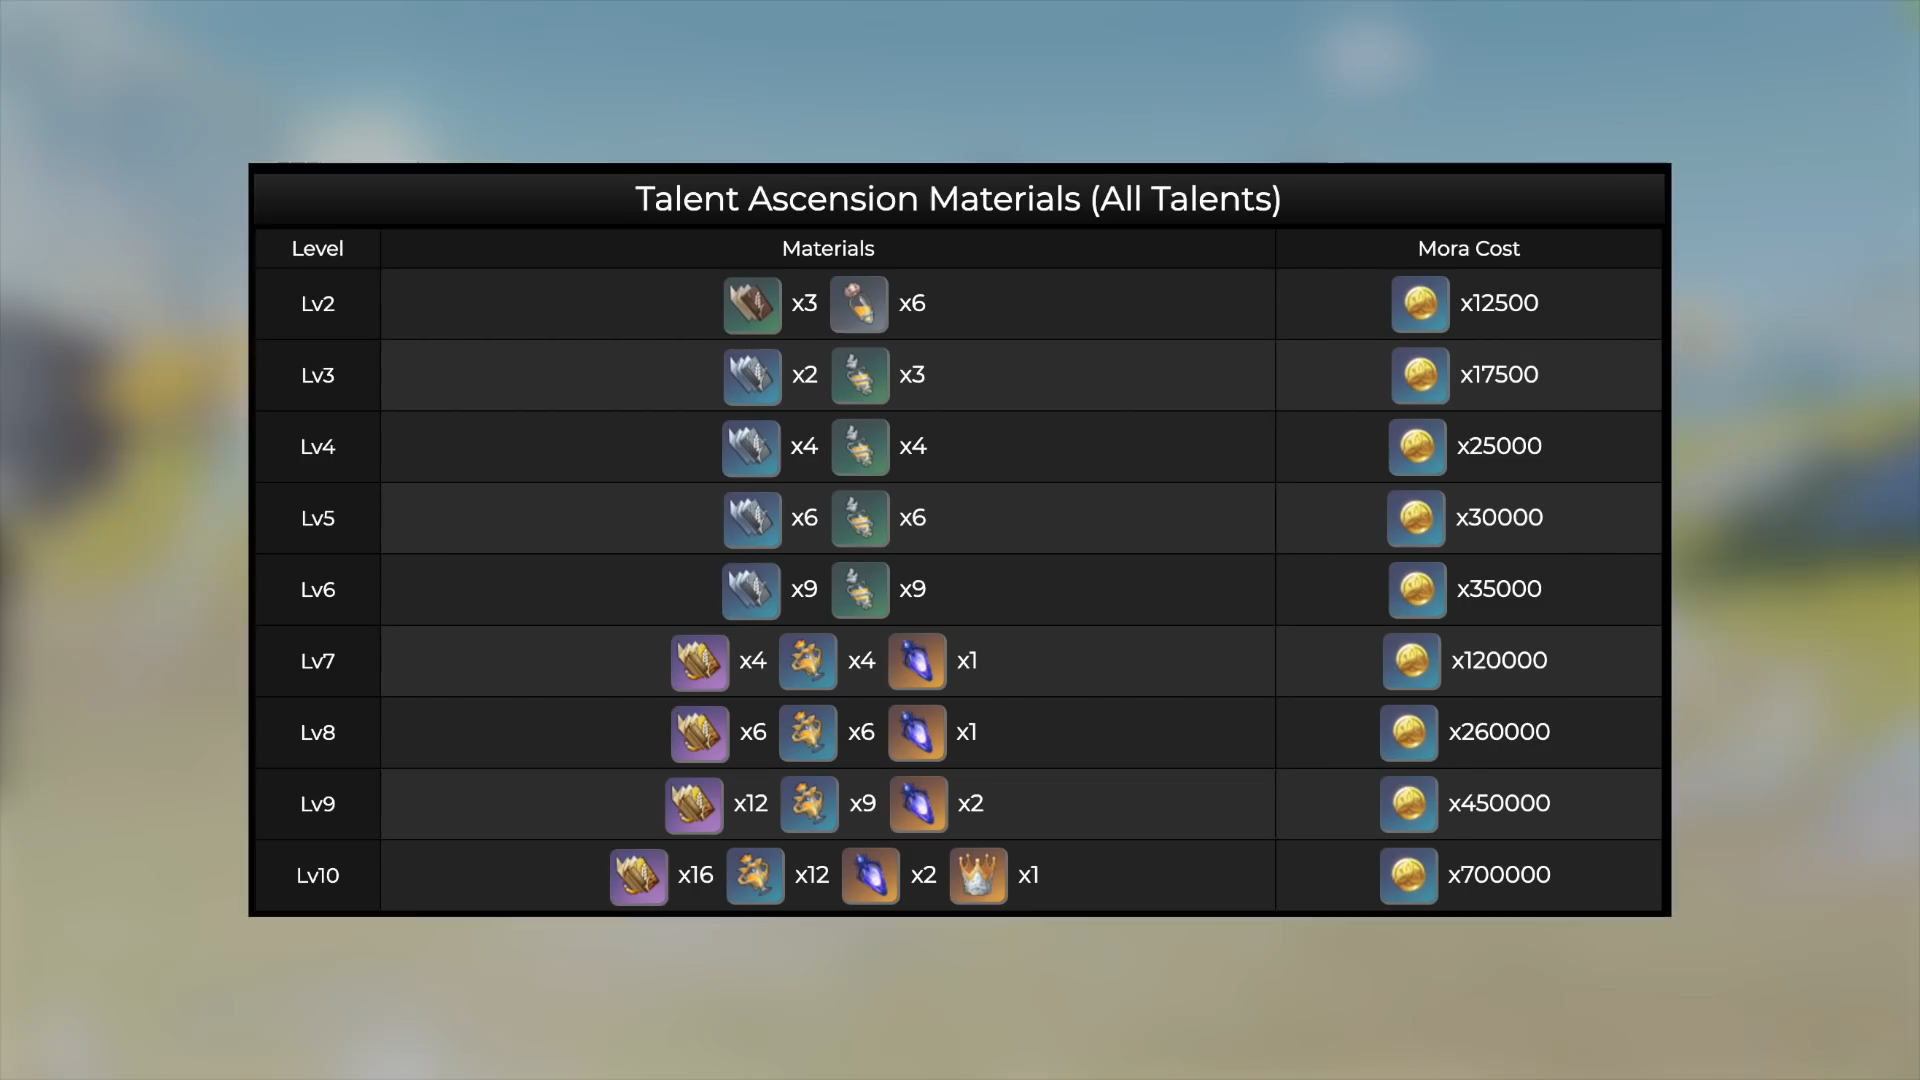 Talent Ascension Materials (All Talents)
Level Materials Mora Cost
Lv2 x3 x6 x12500
Lv3 x2 x3 x17500
Lv4 x4 x4 x25000
Lv5 x6 x6 x30000
Lv6 x9 x9 x35000
Lv7 x4 x4 x1 x120000
Lv8 x6 x6 x1 x260000
Lv9 x12 x9 x2 x450000
Lv10 x16 x12 x2 x1 x700000